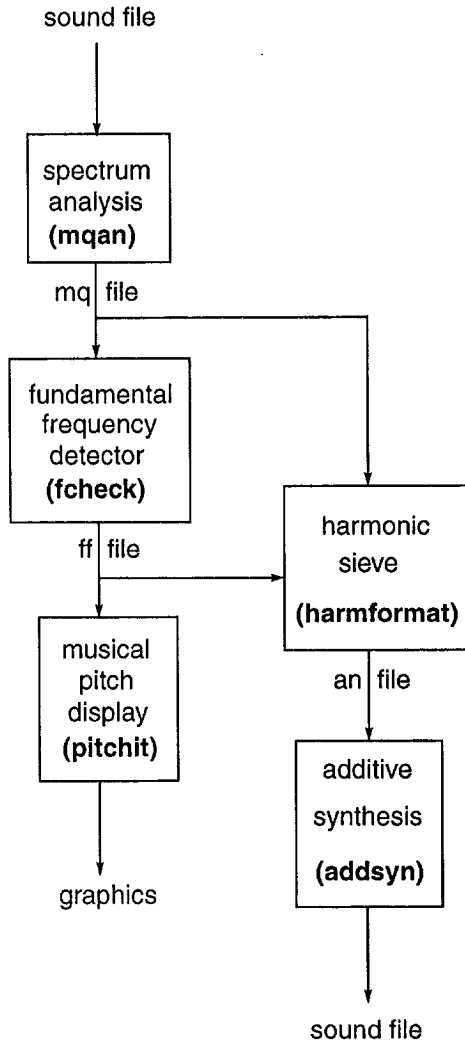 sound file
spectrum
analysis
(mqan)
mq file
fundamental
frequency
detector
(fcheck)
ff file
harmonic
sieve
(harmformat)
musical
pitch
display
(pitchit)
an file
additive
synthesis
(addsyn)
graphics
sound file